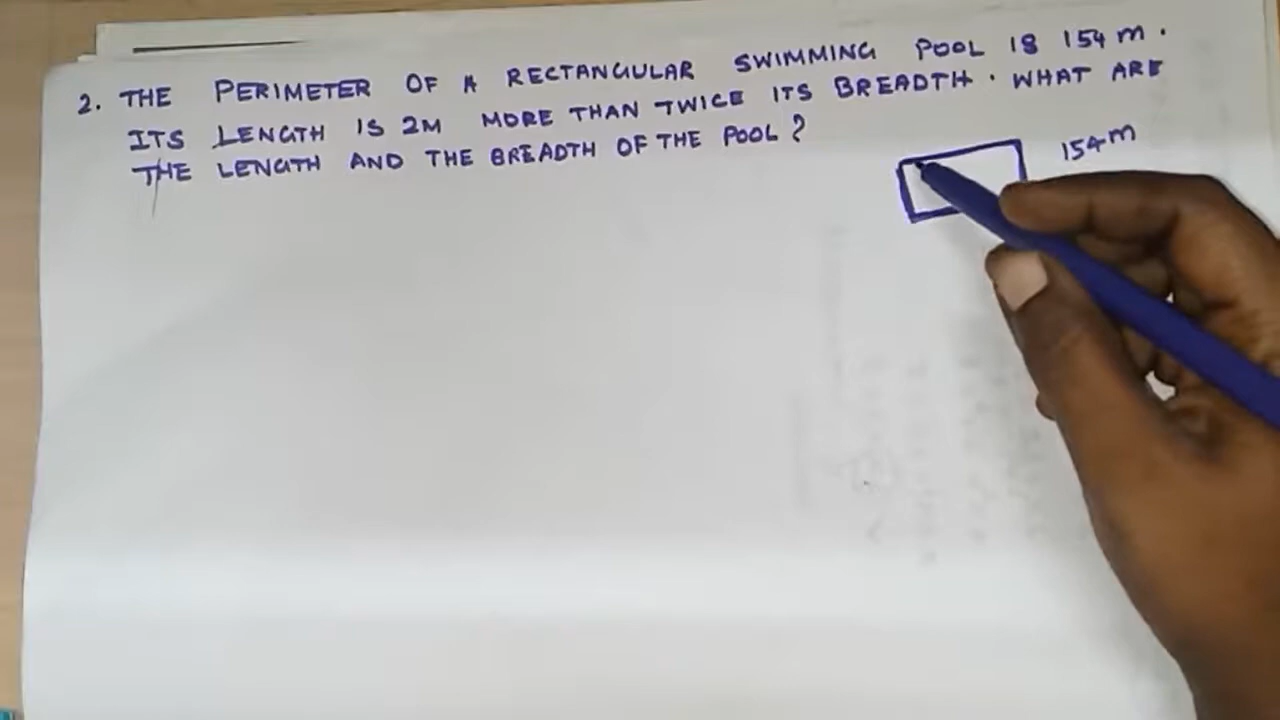 2. THE PERIMETER OF A RECTANGULAR SWIMMING POOL IS 154 m.
ITS LENGTH IS 2M MORE THAN TWICE ITS BREADTH. WHAT ARE
THE LENGTH AND THE BREADTH OF THE POOL?
154m